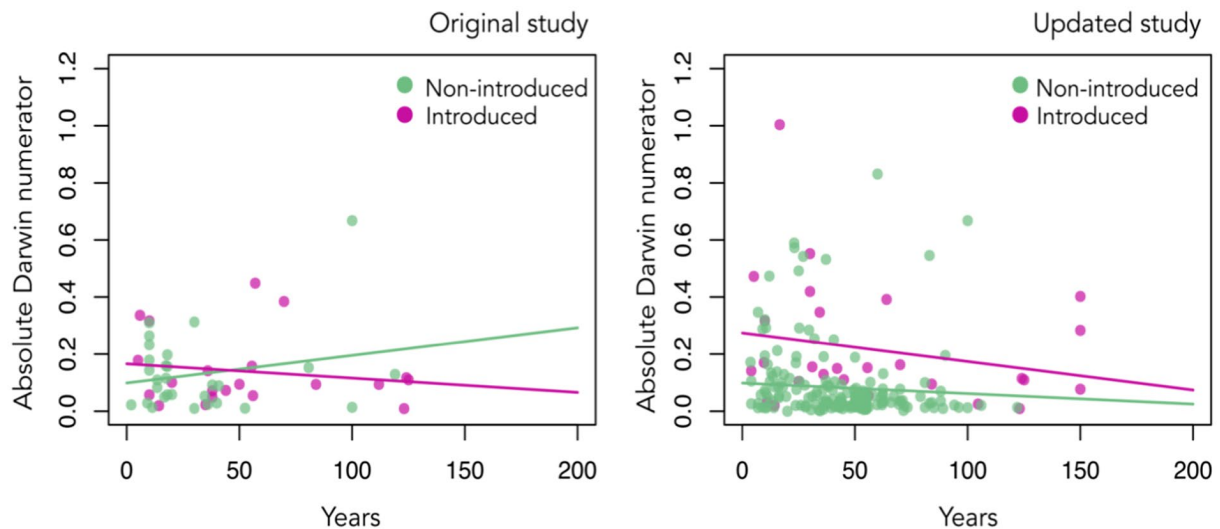 Original study
Absolute Darwin numerator
1.2
1.0
0.8
0.6
0.4
0.2
0.0
Non-introduced
Introduced
0 50 100 150 200
Years
Updated study
Absolute Darwin numerator
1.2
1.0
0.8
0.6
0.4
0.2
0.0
Non-introduced
Introduced
0 50 100 150 200
Years